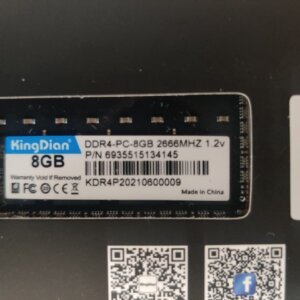 KingDian
8GB
DDR4-PC-8GB 2666MHZ 1.2v
P/N 6935515134145
Warranty Void If Removed
KDR4P20210600009
Made in China